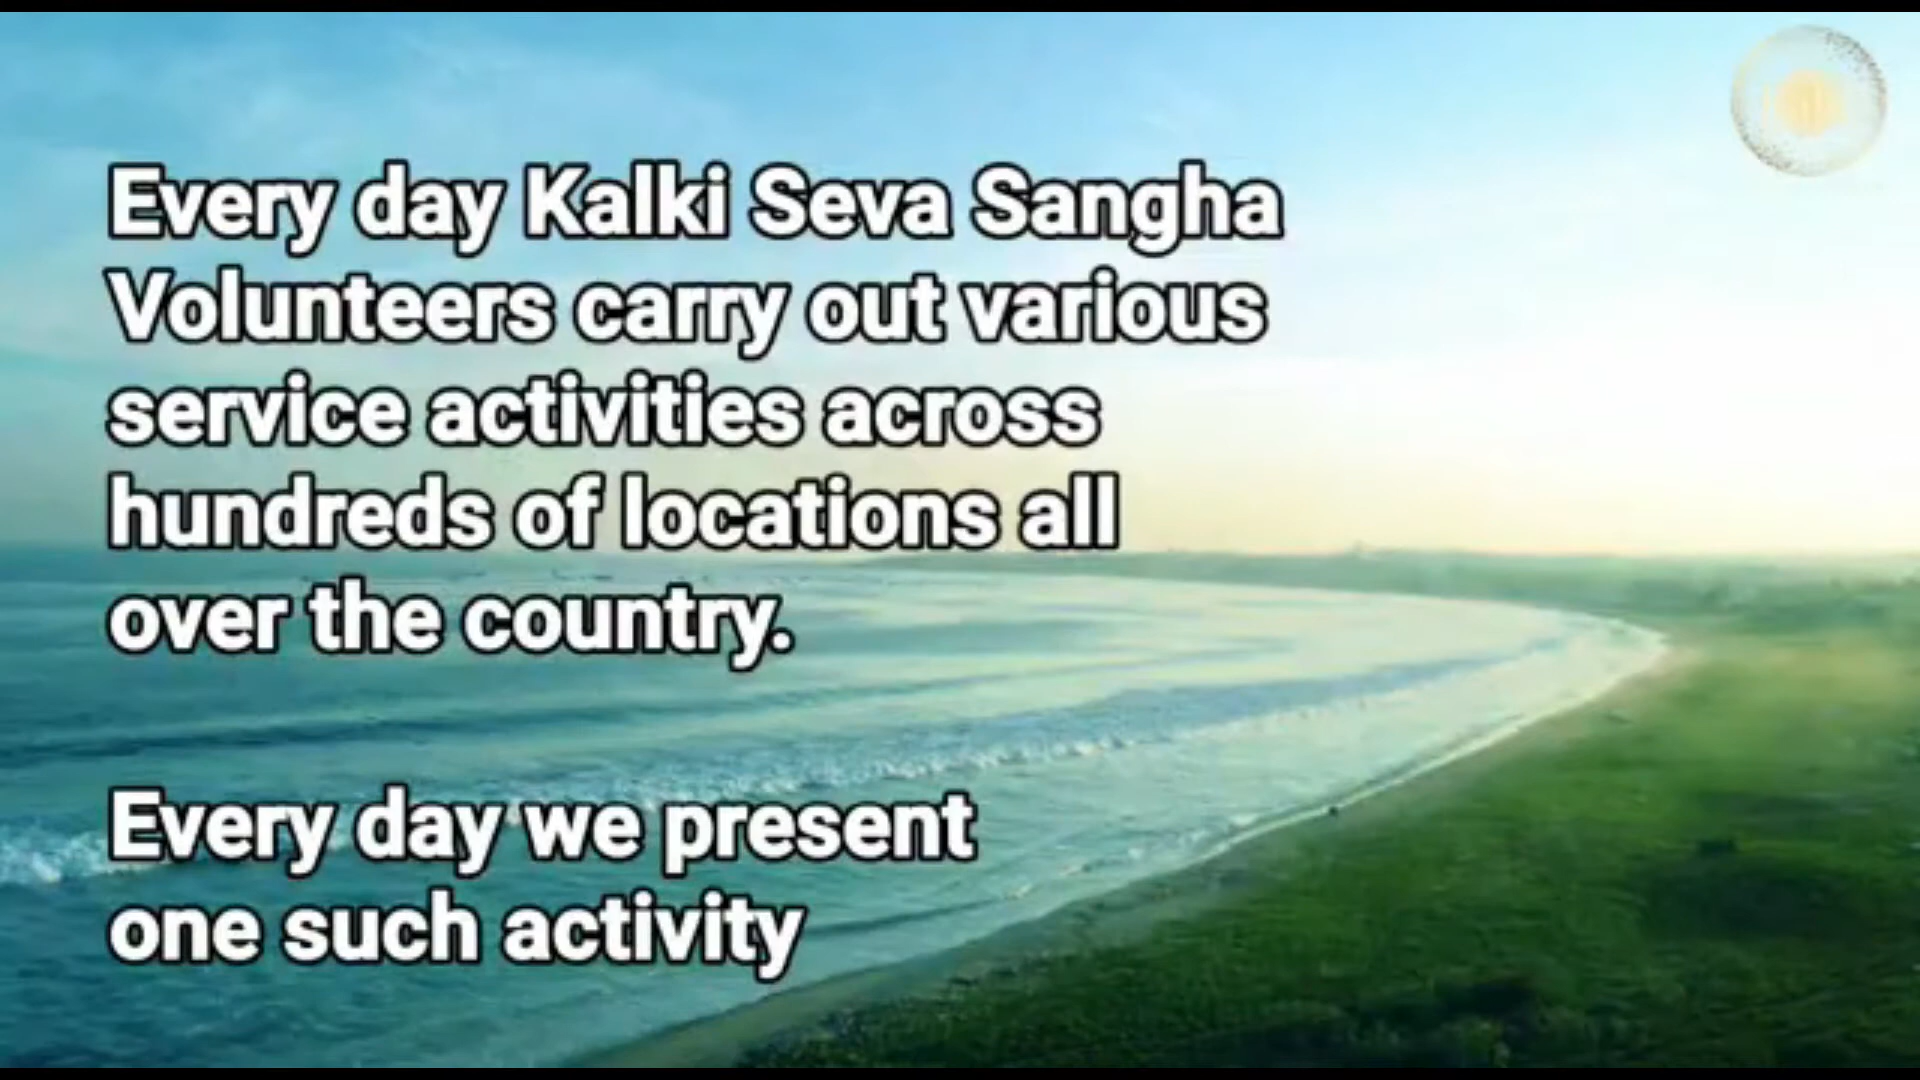 Every day Kalki Seva Sangha
Volunteers carry out various
service activities across
hundreds of locations all
over the country.
Every day we present
one such activity